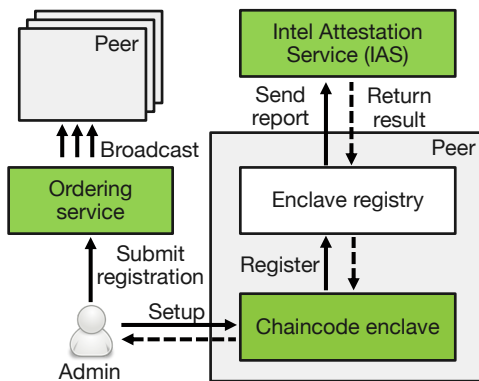 Peer
Intel Attestation
Service (IAS)
Send
report
Return
result
Broadcast
Peer
Ordering
service
Enclave registry
Submit
registration
Register
Setup
Chaincode enclave
Admin